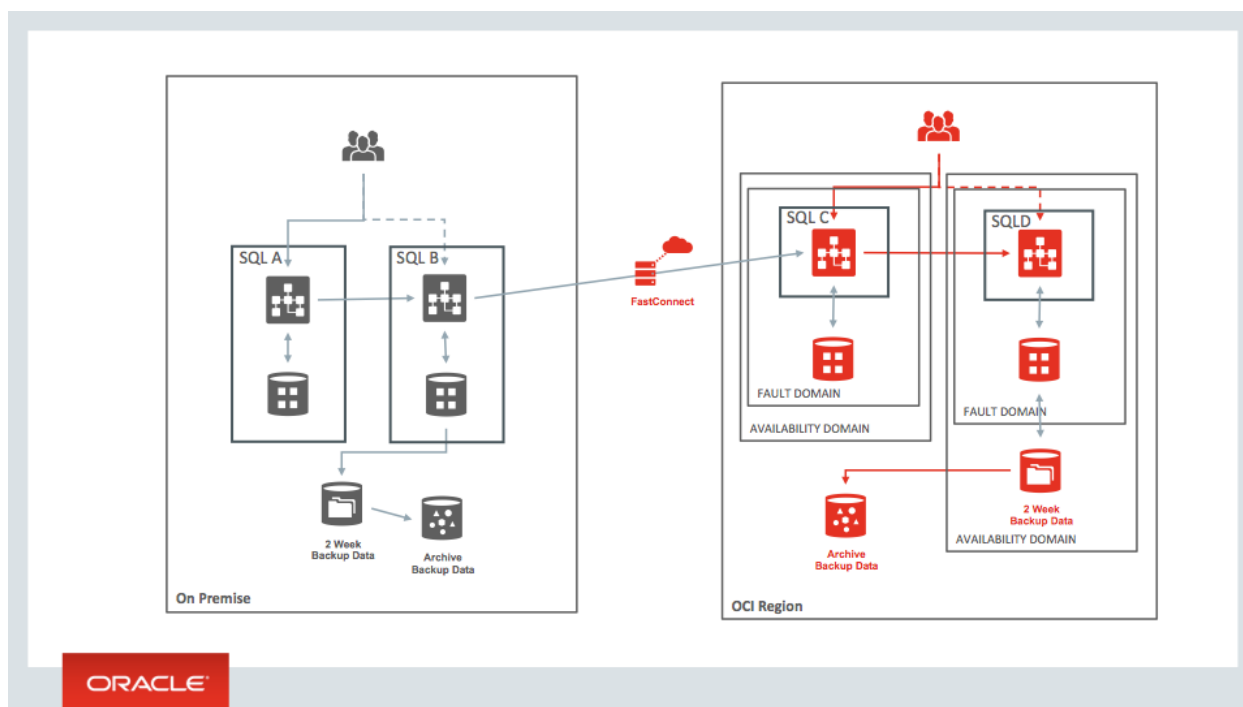 SQL A
SQL B
2 Week
Backup Data
Archive
Backup Data
On Premise
FastConnect
SQL C
SQLD
FAULT DOMAIN
AVAILABILITY DOMAIN
FAULT DOMAIN
2 Week
Backup Data
AVAILABILITY DOMAIN
Archive
Backup Data
OCI Region
ORACLE